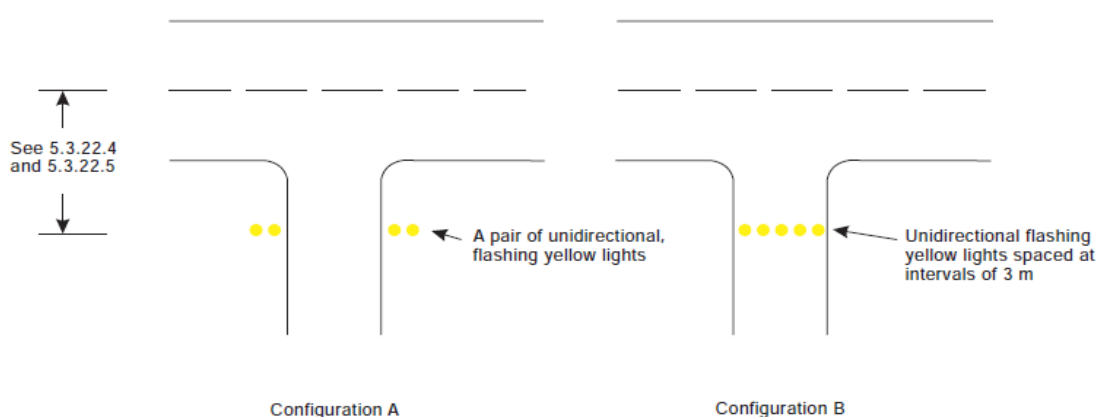 See 5.3.22.4
and 5.3.22.5
A pair of unidirectional,
flashing yellow lights
Unidirectional flashing
yellow lights spaced at
intervals of 3 m
Configuration A
Configuration B